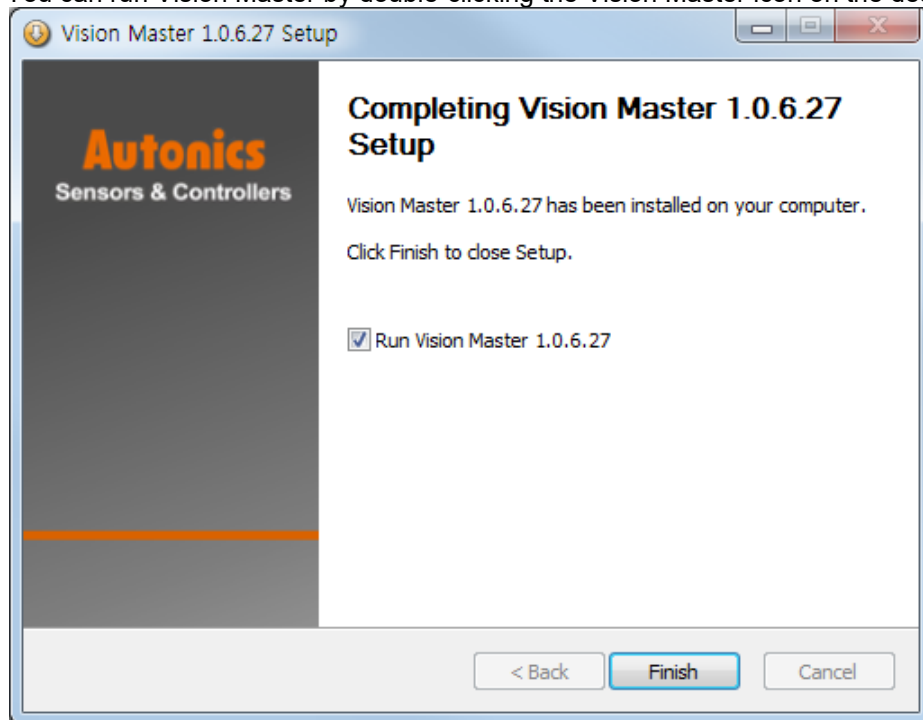 Vision Master 1.0.6.27 Setup
Autonics
Sensors & Controllers
Completing Vision Master 1.0.6.27
Setup
Vision Master 1.0.6.27 has been installed on your computer.
Click Finish to close Setup.
Run Vision Master 1.0.6.27
< Back
Finish
Cancel